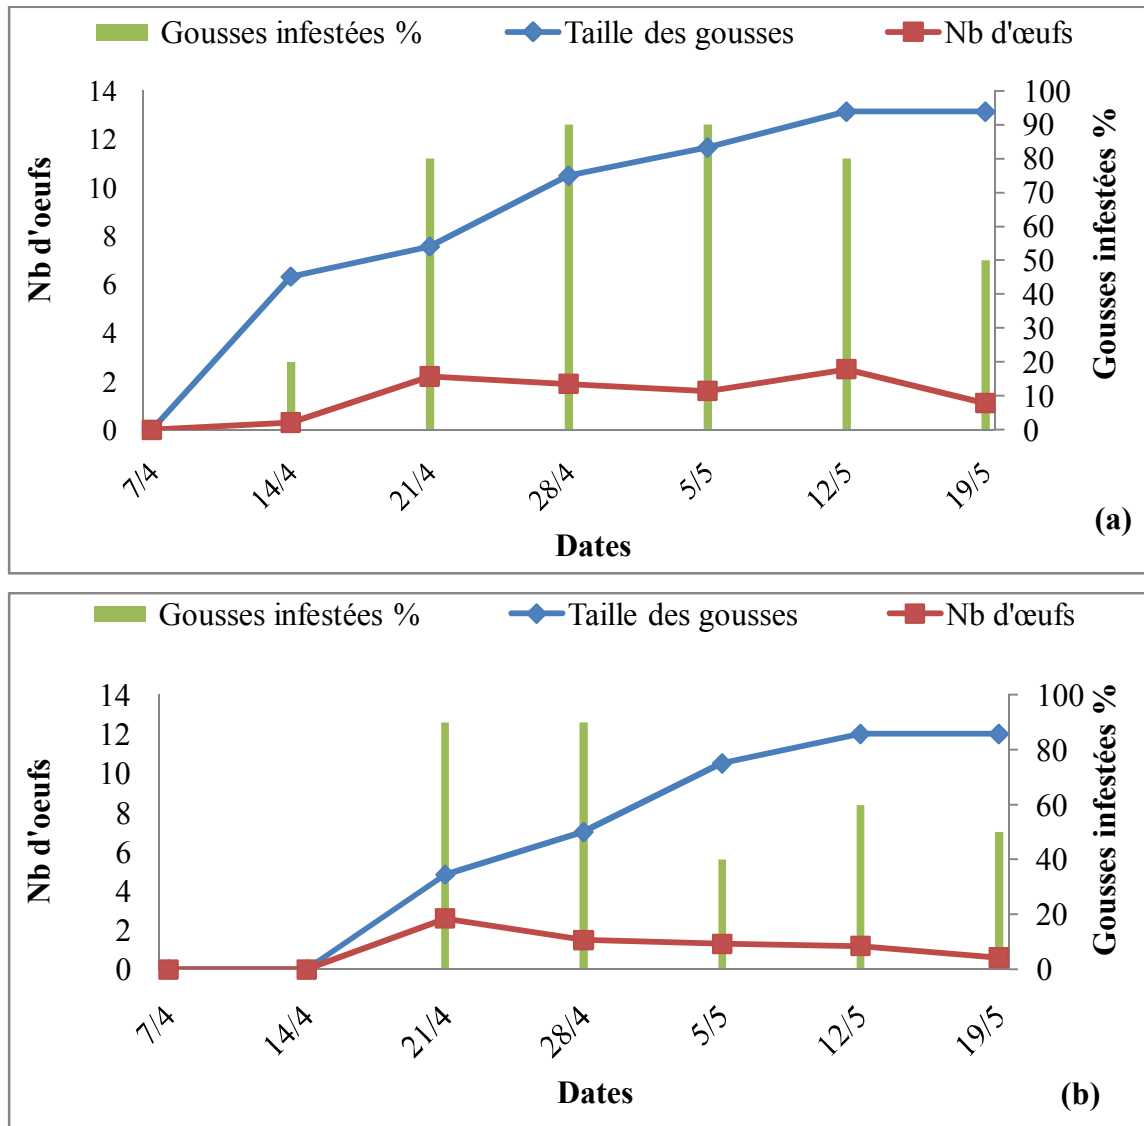 Gousses infestées % Taille des gousses Nb d'œufs
14
12
10
8
6
4
2
0
Nb d'oeufs
100
90
80
70
60
50
40
30
20
10
0
Gousses infestées %
7/4 14/4 21/4 28/4 5/5 12/5 19/5
Dates
(a)
Gousses infestées % Taille des gousses Nb d'œufs
14
12
10
8
6
4
2
0
Nb d'oeufs
100
80
60
40
20
0
Gousses infestées %
7/4 14/4 21/4 28/4 5/5 12/5 19/5
Dates
(b)